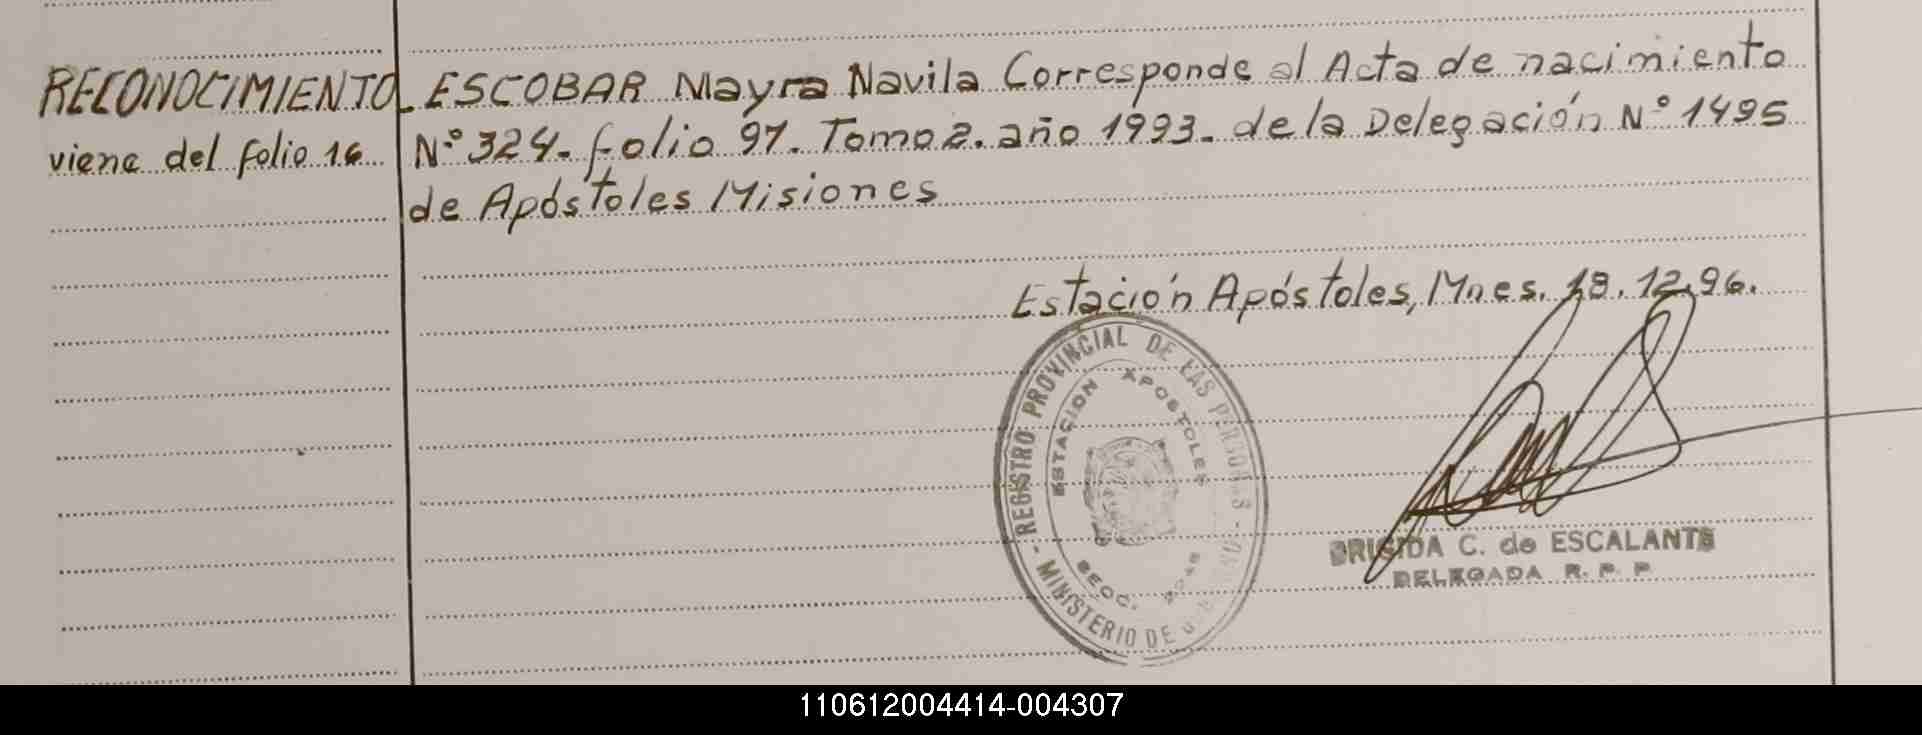 RECONOCIMIENTO
viene del folio 16
ESCOBAR Mayra Navila Corresponde al Acta de nacimiento
N° 324. folio 97. Tomo 2. año 1993. de la Delegación N° 1495
de Apóstoles Misiones
Estación Apóstoles, Mnes. 18.12.96.
- REGISTRO PROVINCIAL DE LAS PERSONAS -
MINISTERIO DE
ESTACION APOSTOLES
SECC.
BRIGIDA C. de ESCALANTE
DELEGADA R. P. P.
110612004414-004307